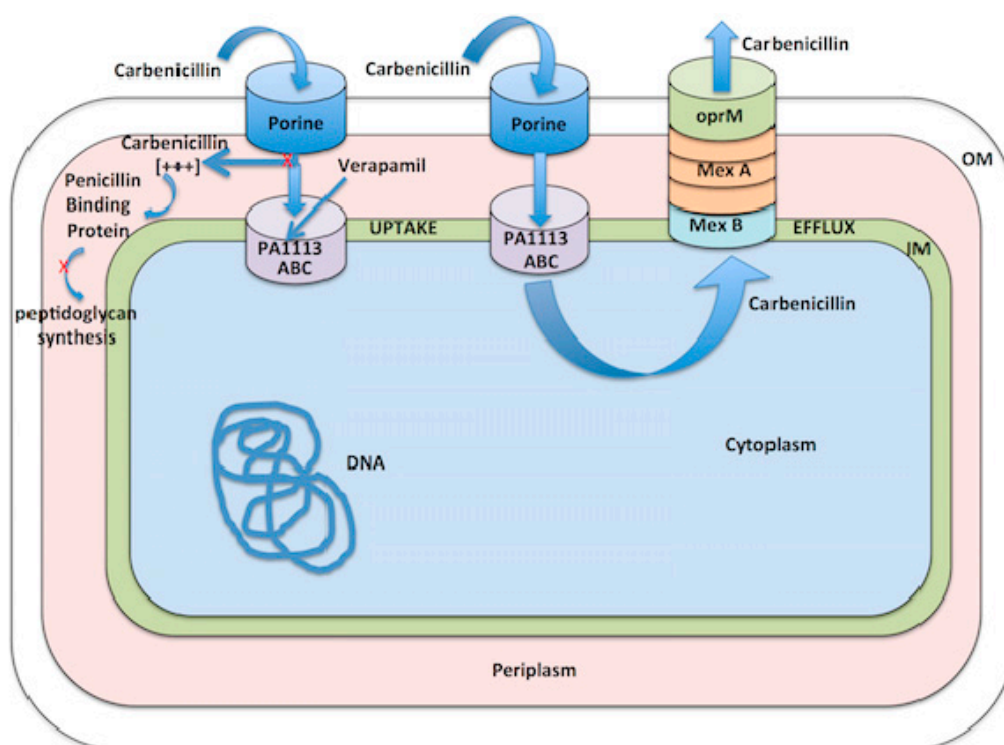 Carbenicillin
Porine
Carbenicillin
[+++]
Penicillin
Binding
Protein
X
peptidoglycan
synthesis
X
Verapamil
PA1113
ABC
UPTAKE
Carbenicillin
Porine
PA1113
ABC
Carbenicillin
oprM
Mex A
Mex B
EFFLUX
OM
IM
Carbenicillin
Cytoplasm
DNA
Periplasm